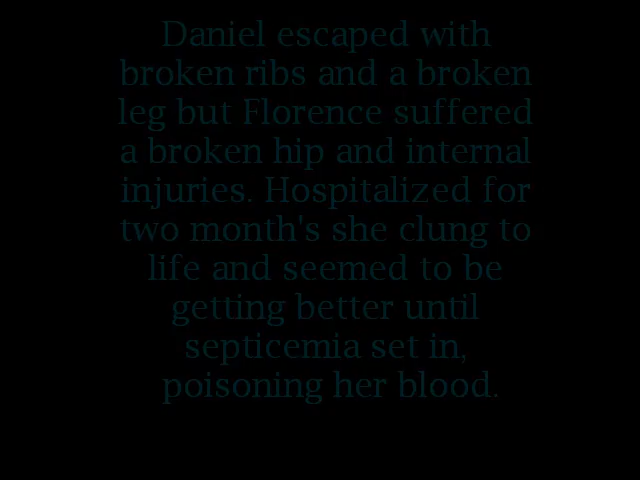 Daniel escaped with
broken ribs and a broken
leg but Florence suffered
a broken hip and internal
injuries. Hospitalized for
two month's she clung to
life and seemed to be
getting better until
septicemia set in,
poisoning her blood.